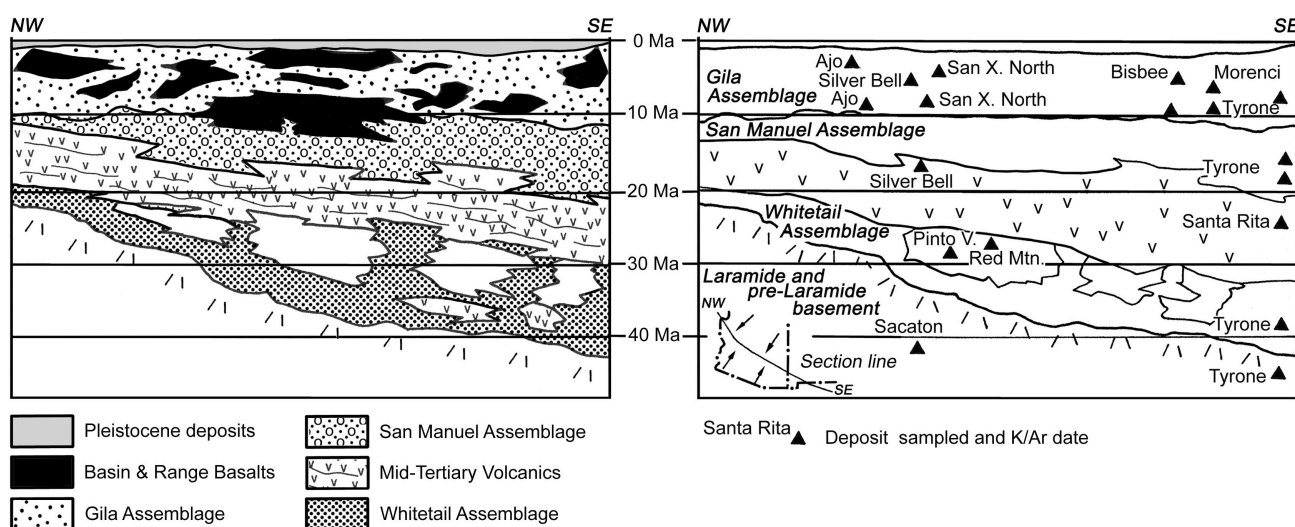 NW
SE
0 Ma
10 Ma
20 Ma
30 Ma
40 Ma
NW
SE
Ajo
San X. North
Silver Bell
Bisbee
Morenci
Gila
Assemblage
Ajo
San X. North
Tyrone
San Manuel Assemblage
Tyrone
Silver Bell
Whitetail
Assemblage
Santa Rita
Pinto V.
Red Mtn.
Laramide and
pre-Laramide
basement
NW
Sacaton
Tyrone
Section line
SE
Tyrone
Pleistocene deposits
Basin & Range Basalts
Gila Assemblage
San Manuel Assemblage
Mid-Tertiary Volcanics
Whitetail Assemblage
Santa Rita
Deposit sampled and K/Ar date